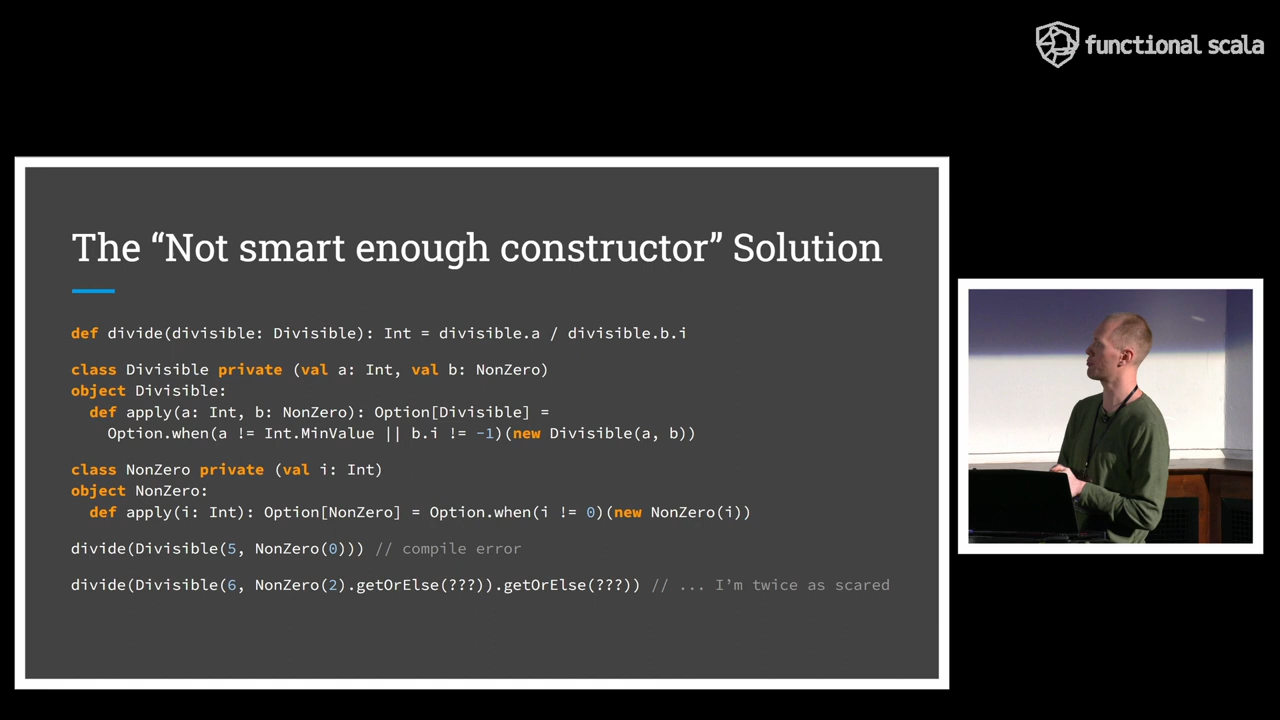 functional scala
The “Not smart enough constructor” Solution
def divide(divisible: Divisible): Int = divisible.a / divisible.b.i
class Divisible private (val a: Int, val b: NonZero)
object Divisible:
def apply(a: Int, b: NonZero): Option[Divisible] =
Option.when(a != Int.MinValue || b.i != -1)(new Divisible(a, b))
class NonZero private (val i: Int)
object NonZero:
def apply(i: Int): Option[NonZero] = Option.when(i != 0)(new NonZero(i))
divide(Divisible(5, NonZero(0))) // compile error
divide(Divisible(6, NonZero(2).getOrElse(???)).getOrElse(???)) // ... I’m twice as scared